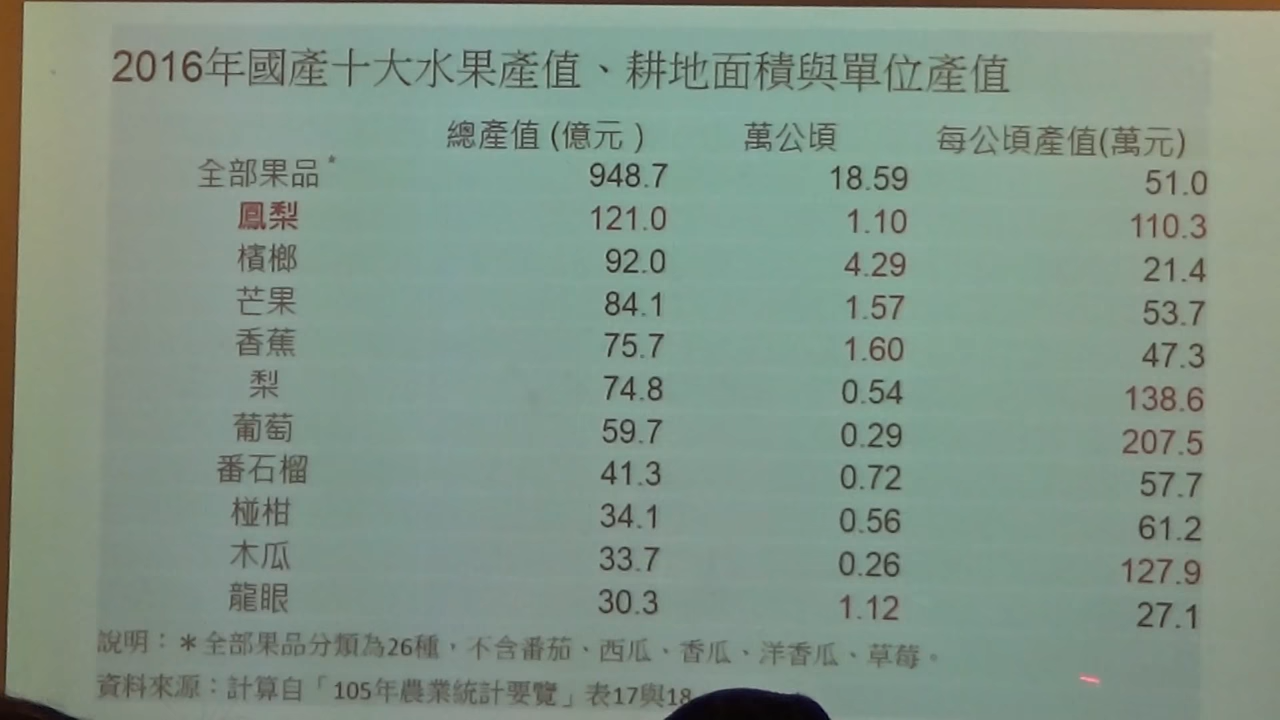 2016年國產十大水果產值、耕地面積與單位產值
總產值(億元) 萬公頃 每公頃產值(萬元)
全部果品* 948.7 18.59 51.0
鳳梨 121.0 1.10 110.3
檳榔 92.0 4.29 21.4
芒果 84.1 1.57 53.7
香蕉 75.7 1.60 47.3
梨 74.8 0.54 138.6
葡萄 59.7 0.29 207.5
番石榴 41.3 0.72 57.7
椪柑 34.1 0.56 61.2
木瓜 33.7 0.26 127.9
龍眼 30.3 1.12 27.1
說明：＊全部果品分類為26種，不含番茄、西瓜、香瓜、洋香瓜、草莓。
資料來源：計算自「105年農業統計要覽」表17與18